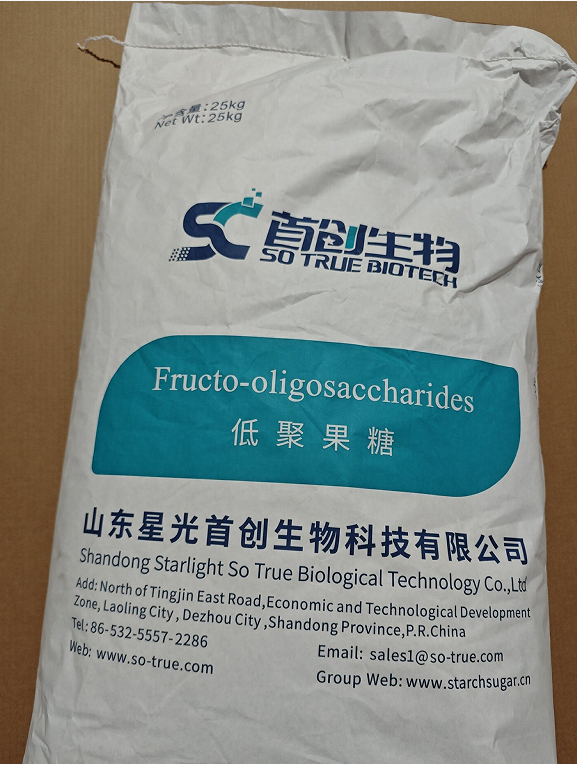 含量:25kg
Net Wt:25kg
SC 首创生物
SO TRUE BIOTECH
Fructo-oligosaccharides
低聚果糖
山东星光首创生物科技有限公司
Shandong Starlight So True Biological Technology Co.,Ltd
Add: North of Tingjin East Road,Economic and Technological Development
Zone, Laoling City , Dezhou City ,Shandong Province,P.R.China
Tel: 86-532-5557-2286
Email: sales1@so-true.com
Web: www.so-true.com
Group Web: www.starchsugar.cn